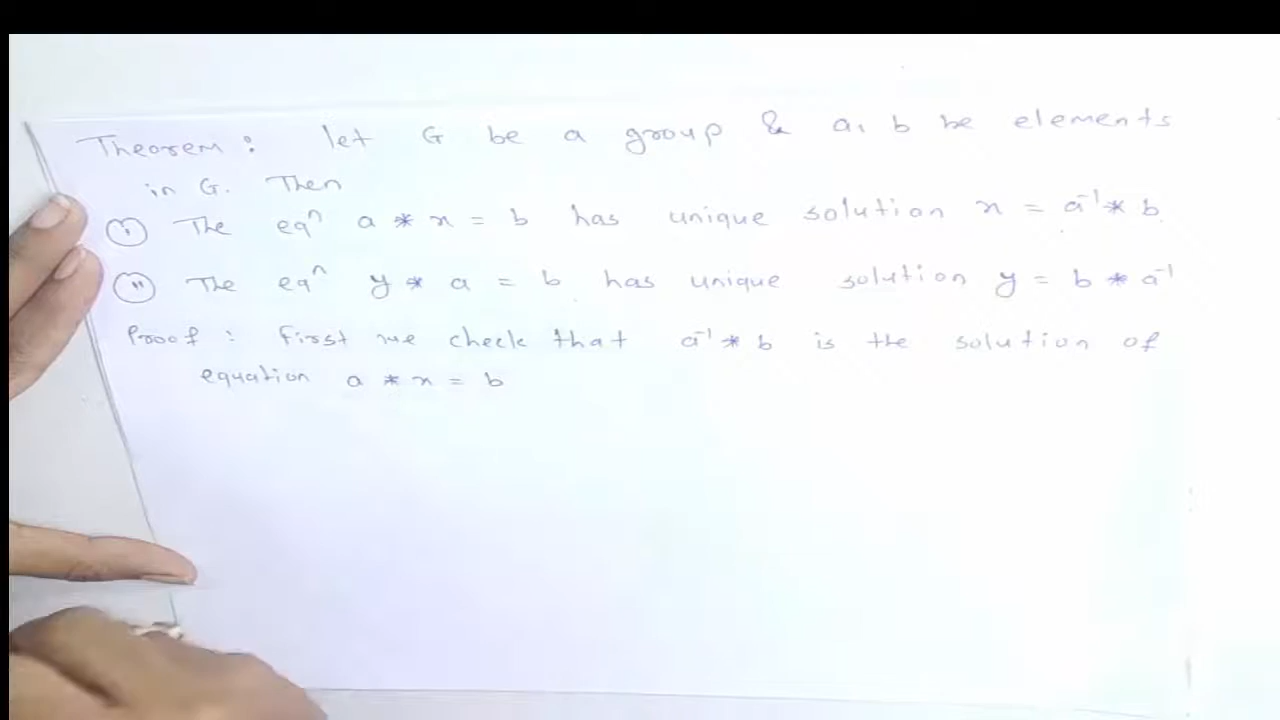 Theorem : let G be a group & a, b be elements
in G. Then
(i) The eqⁿ a * x = b has unique solution x = a⁻¹ * b.
(ii) The eqⁿ y * a = b has unique solution y = b * a⁻¹
Proof : First we check that a⁻¹ * b is the solution of
equation a * x = b